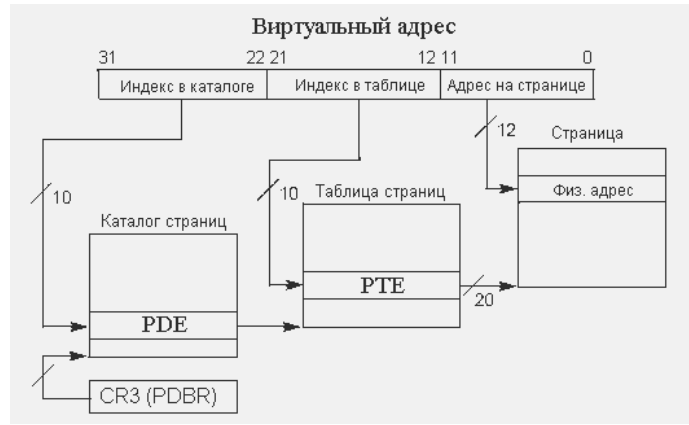 Виртуальный адрес
31 22 21 12 11 0
Индекс в каталоге Индекс в таблице Адрес на странице
12 Страница
10 10 Таблица страниц Физ. адрес
Каталог страниц
PTE
20
PDE
CR3 (PDBR)